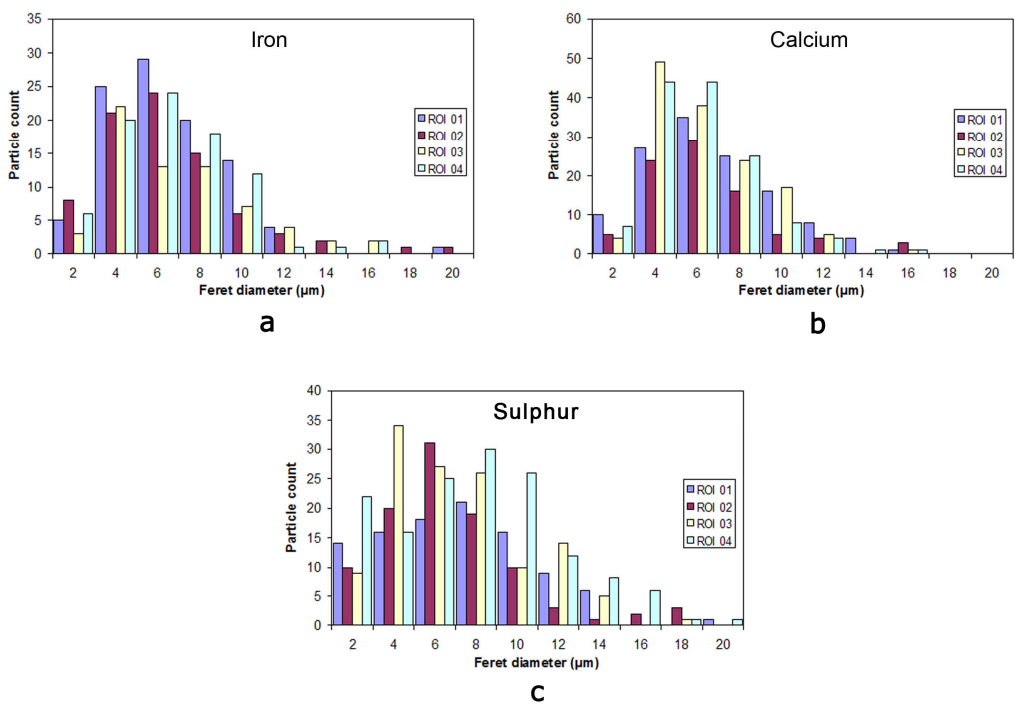 Iron
35
30
25
20
15
10
5
0
Particle count
2 4 6 8 10 12 14 16 18 20
Feret diameter (µm)
ROI 01
ROI 02
ROI 03
ROI 04
a
Calcium
60
50
40
30
20
10
0
Particle count
2 4 6 8 10 12 14 16 18 20
Feret diameter (µm)
ROI 01
ROI 02
ROI 03
ROI 04
b
Sulphur
40
35
30
25
20
15
10
5
0
Particle count
2 4 6 8 10 12 14 16 18 20
Feret diameter (µm)
ROI 01
ROI 02
ROI 03
ROI 04
c